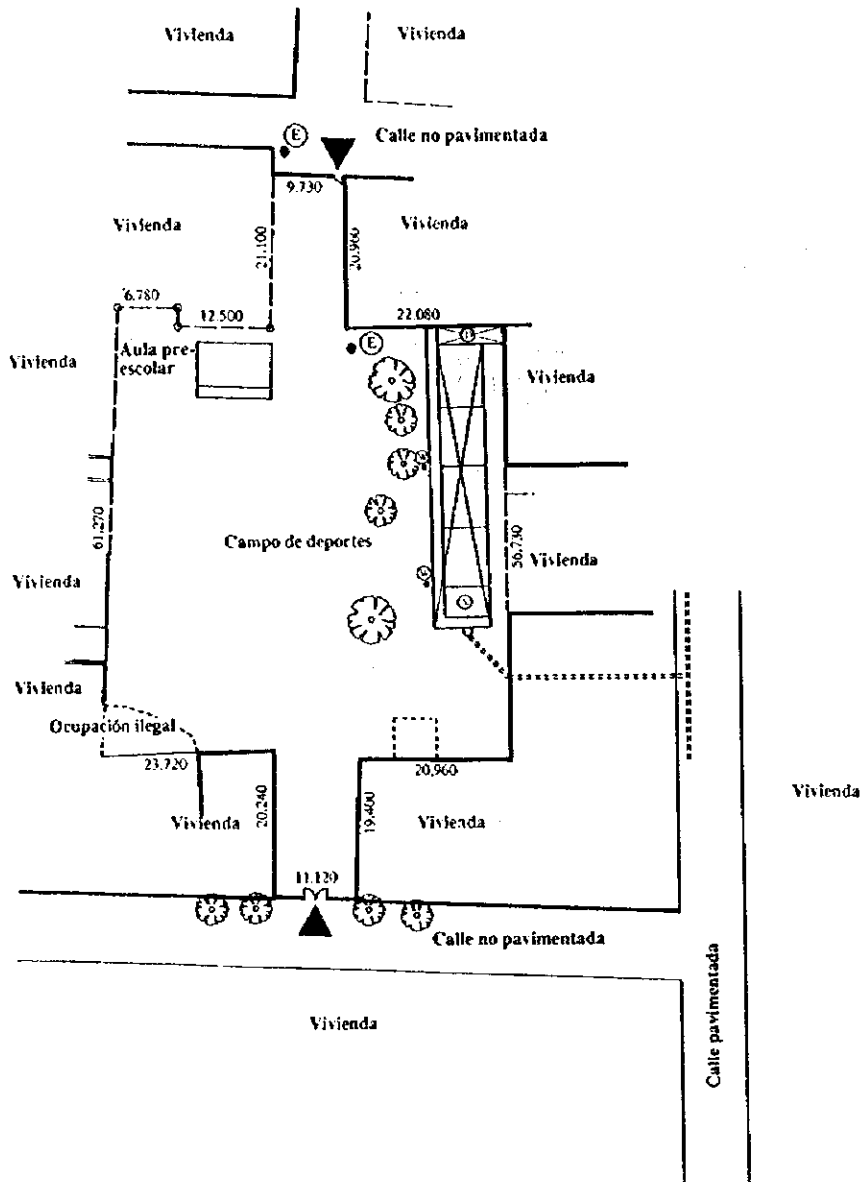 Vivienda
Vivienda
E
Calle no pavimentada
9.730
Vivienda
21.100
20.960
Vivienda
6.780
12.500
22.080
Aula pre-
escolar
E
Vivienda
Vivienda
61.270
Campo de deportes
56.730
Vivienda
Vivienda
Vivienda
Ocupación ilegal
23.720
20,960
Vivienda
20.240
19.400
Vivienda
Vivienda
11.120
Calle no pavimentada
Vivienda
Calle pavimentada